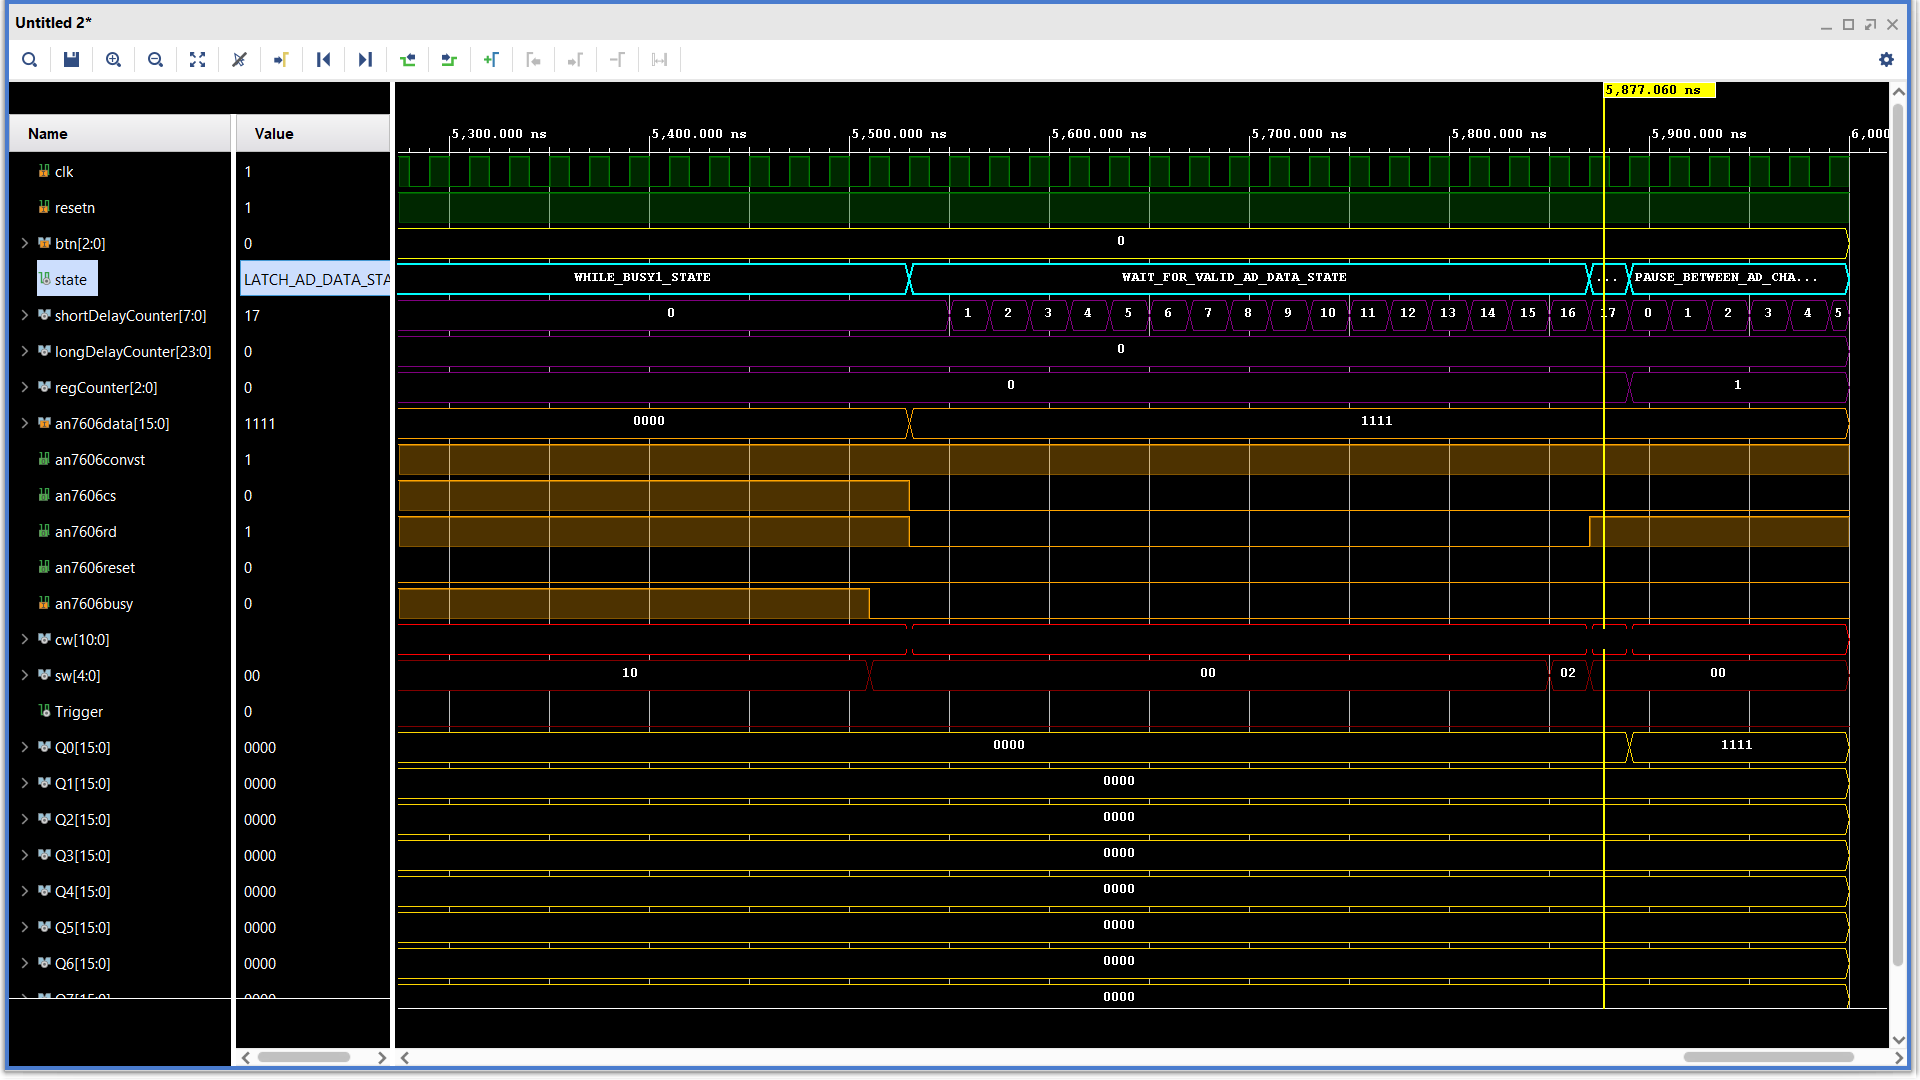 Untitled 2*
5,877.060 ns
Name Value
5,300.000 ns 5,400.000 ns 5,500.000 ns 5,600.000 ns 5,700.000 ns 5,800.000 ns 5,900.000 ns 6,000
clk 1
resetn 1
btn[2:0] 0 0
state LATCH_AD_DATA_STA WHILE_BUSY1_STATE WAIT_FOR_VALID_AD_DATA_STATE ... PAUSE_BETWEEN_AD_CHA...
shortDelayCounter[7:0] 17 0 1 2 3 4 5 6 7 8 9 10 11 12 13 14 15 16 17 0 1 2 3 4 5
longDelayCounter[23:0] 0 0
regCounter[2:0] 0 0 1
an7606data[15:0] 1111 0000 1111
an7606convst 1
an7606cs 0
an7606rd 1
an7606reset 0
an7606busy 0
cw[10:0]
sw[4:0] 00 10 00 02 00
Trigger 0
Q0[15:0] 0000 0000 1111
Q1[15:0] 0000 0000
Q2[15:0] 0000 0000
Q3[15:0] 0000 0000
Q4[15:0] 0000 0000
Q5[15:0] 0000 0000
Q6[15:0] 0000 0000
Q7[15:0] 0000 0000